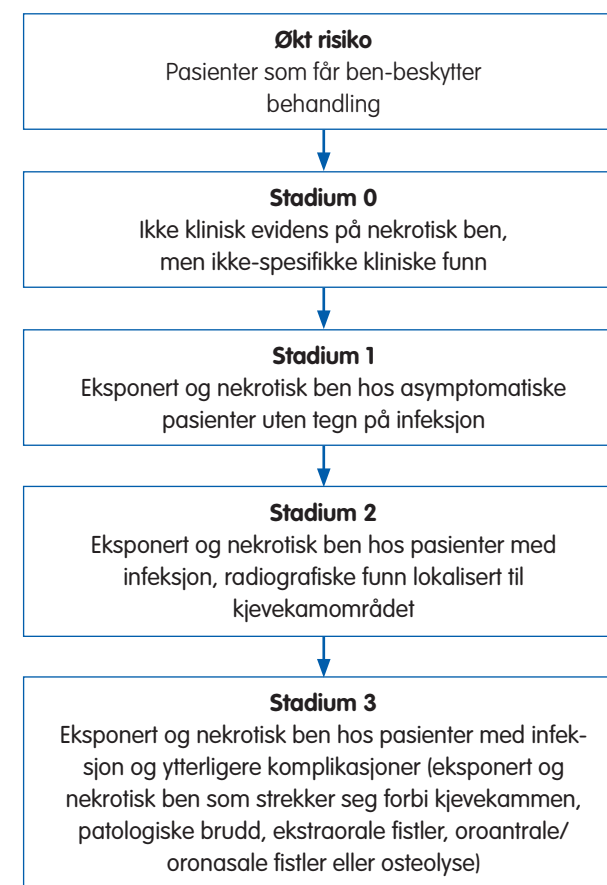 Økt risiko
Pasienter som får ben-beskytter
behandling
Stadium 0
Ikke klinisk evidens på nekrotisk ben,
men ikke-spesifikke kliniske funn
Stadium 1
Eksponert og nekrotisk ben hos asymptomatiske
pasienter uten tegn på infeksjon
Stadium 2
Eksponert og nekrotisk ben hos pasienter med
infeksjon, radiografiske funn lokalisert til
kjevekamområdet
Stadium 3
Eksponert og nekrotisk ben hos pasienter med infek-
sjon og ytterligere komplikasjoner (eksponert og
nekrotisk ben som strekker seg forbi kjevekammen,
patologiske brudd, ekstraorale fistler, oroantrale/
oronasale fistler eller osteolyse)